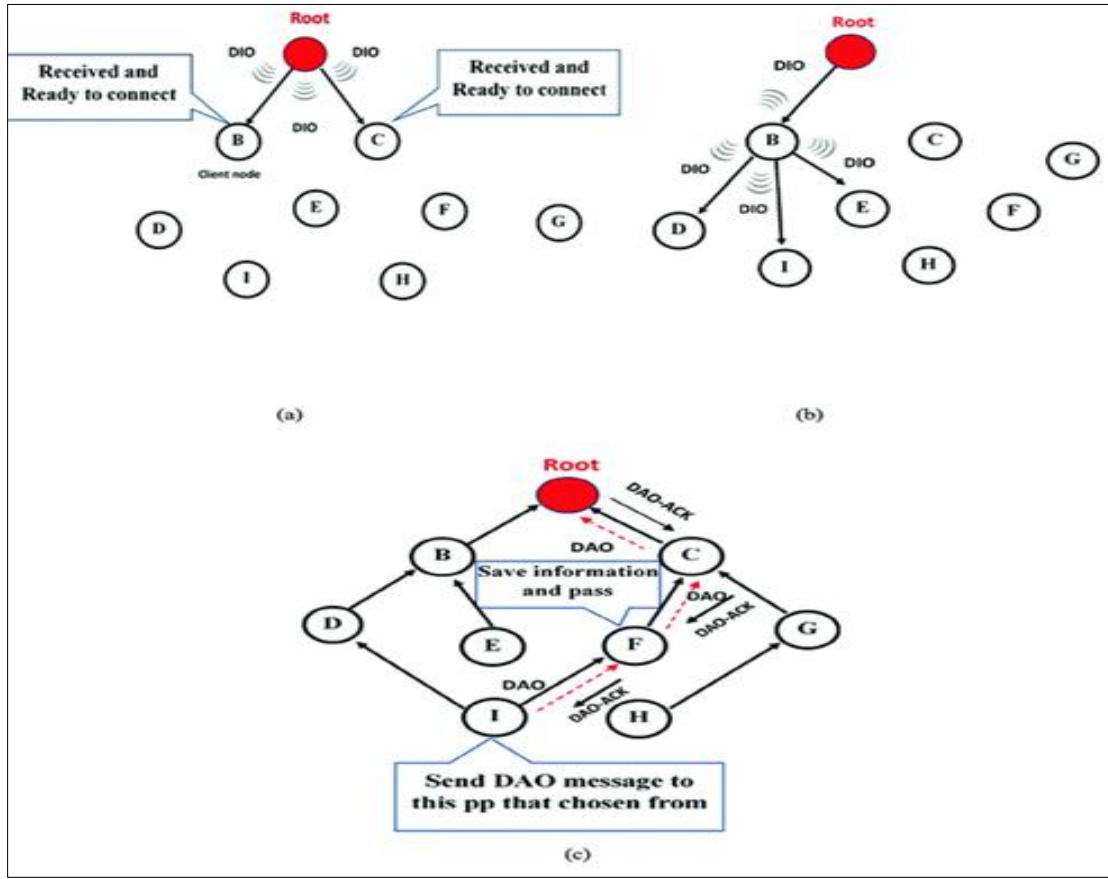 Root
DIO
DIO
Received and
Ready to connect
Received and
Ready to connect
DIO
B
C
Client node
D
E
F
G
I
H
(a)
Root
DIO
B
C
G
DIO
DIO
DIO
D
E
F
I
H
(b)
Root
DAO-ACK
DAO
B
C
Save information
and pass
DAO
DAO-ACK
D
E
F
G
DAO
DAO-ACK
I
H
Send DAO message to
this pp that chosen from
(c)